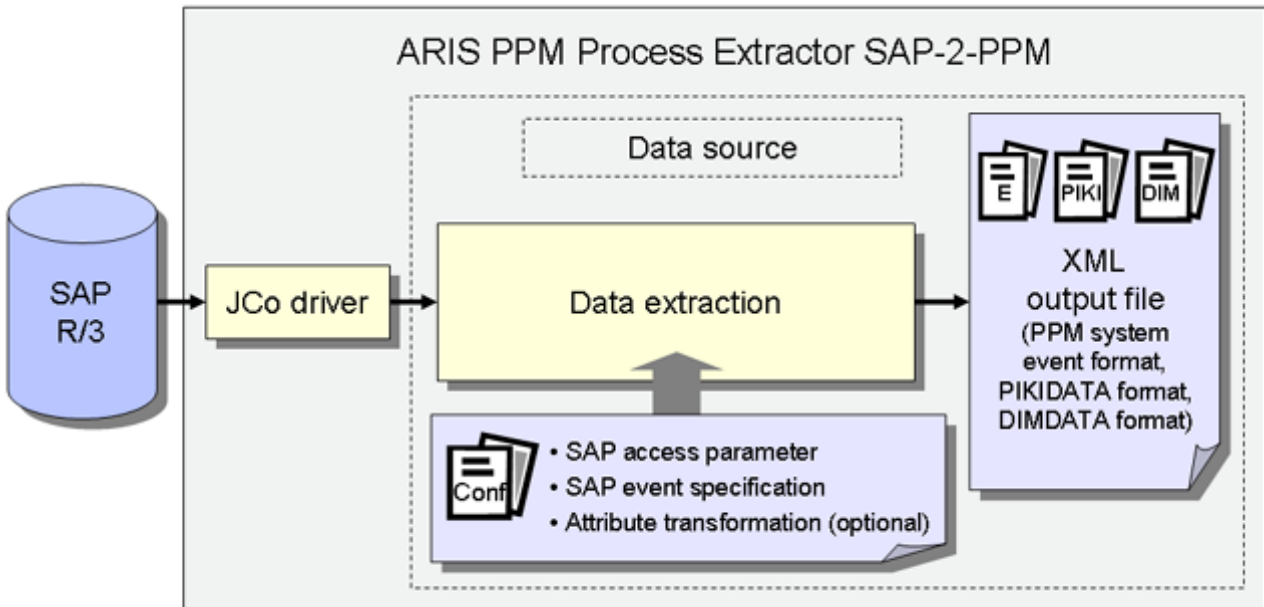 ARIS PPM Process Extractor SAP-2-PPM
Data source
E
PIKI
DIM
XML
output file
(PPM system
event format,
PIKIDATA format,
DIMDATA format)
SAP
R/3
JCo driver
Data extraction
Conf
• SAP access parameter
• SAP event specification
• Attribute transformation (optional)